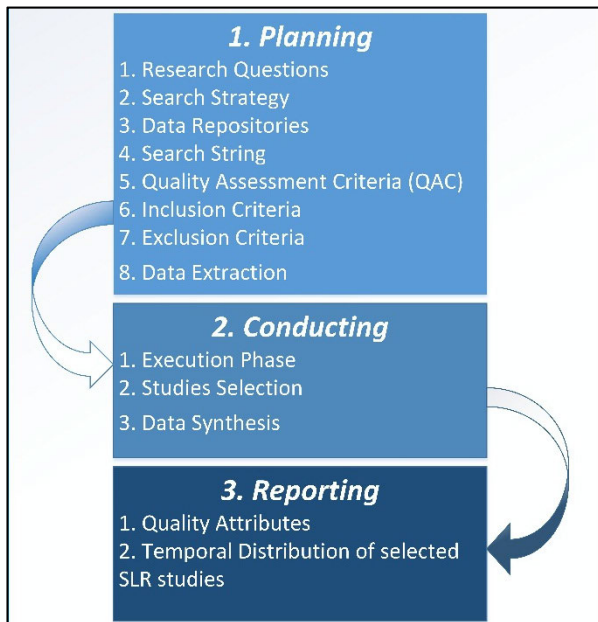 1. Planning
1. Research Questions
2. Search Strategy
3. Data Repositories
4. Search String
5. Quality Assessment Criteria (QAC)
6. Inclusion Criteria
7. Exclusion Criteria
8. Data Extraction
2. Conducting
1. Execution Phase
2. Studies Selection
3. Data Synthesis
3. Reporting
1. Quality Attributes
2. Temporal Distribution of selected
SLR studies